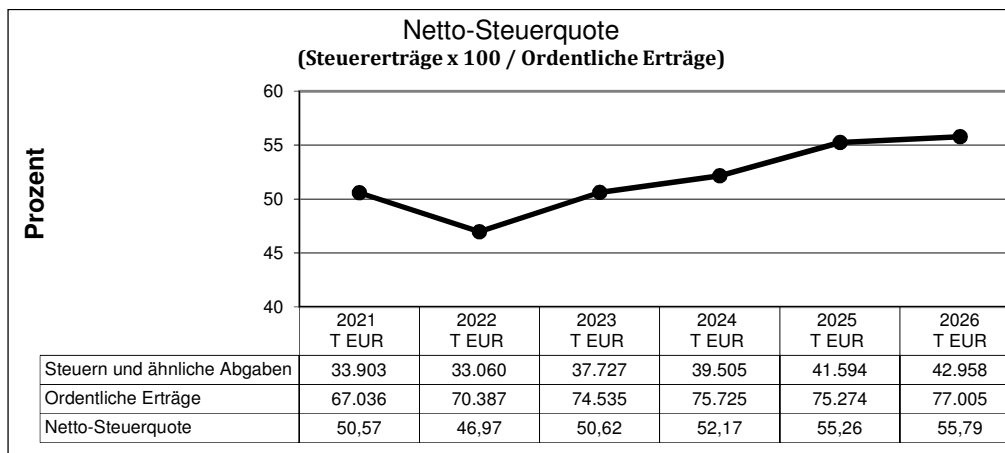 Netto-Steuerquote
(Steuererträge x 100 / Ordentliche Erträge)
Prozent
60
55
50
45
40
2021 2022 2023 2024 2025 2026
T EUR T EUR T EUR T EUR T EUR T EUR
Steuern und ähnliche Abgaben 33.903 33.060 37.727 39.505 41.594 42.958
Ordentliche Erträge 67.036 70.387 74.535 75.725 75.274 77.005
Netto-Steuerquote 50,57 46,97 50,62 52,17 55,26 55,79